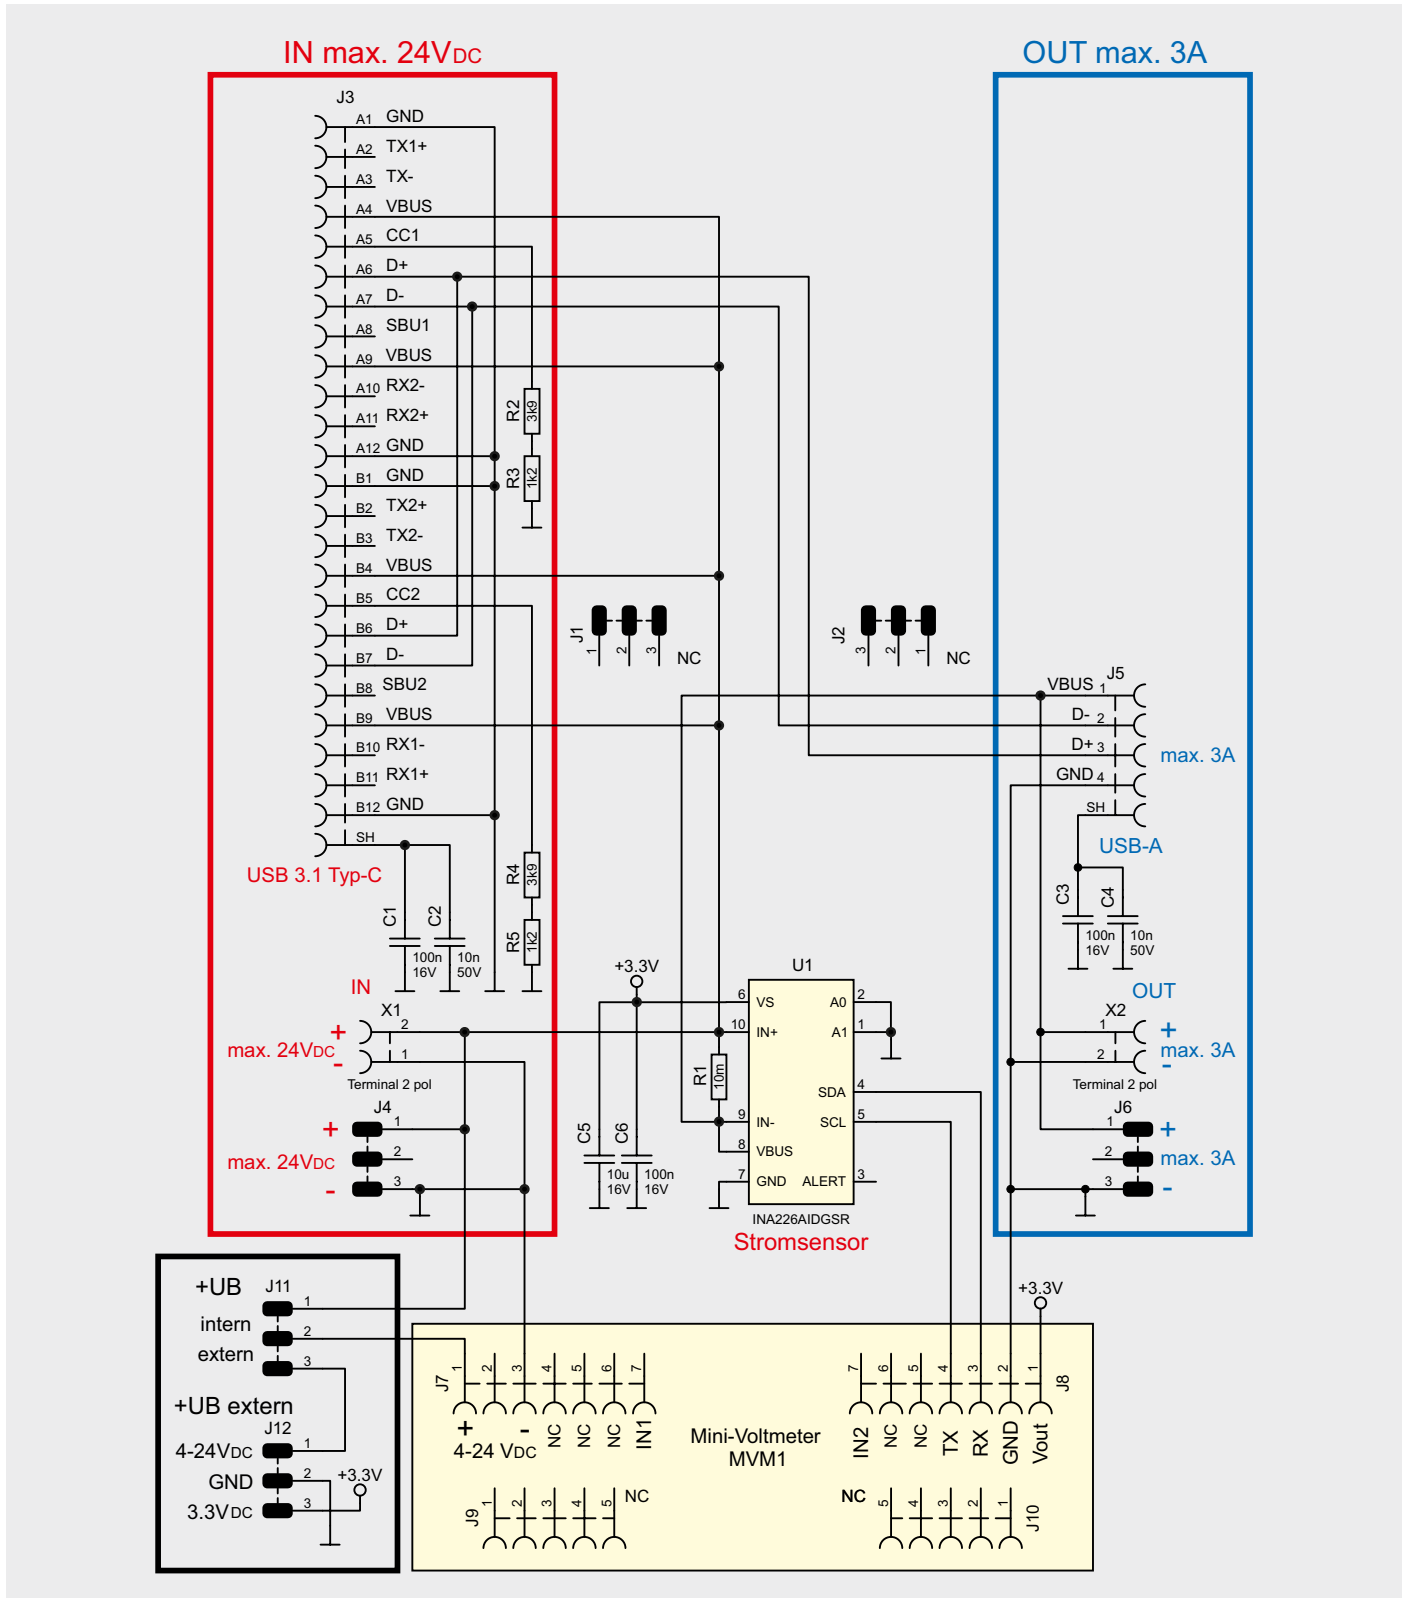 IN max. 24VDC
OUT max. 3A
J3
A1 GND
A2 TX1+
A3 TX-
A4 VBUS
A5 CC1
A6 D+
A7 D-
A8 SBU1
A9 VBUS
A10 RX2-
A11 RX2+
A12 GND
B1 GND
B2 TX2+
B3 TX2-
B4 VBUS
B5 CC2
B6 D+
B7 D-
B8 SBU2
B9 VBUS
B10 RX1-
B11 RX1+
B12 GND
SH
USB 3.1 Typ-C
R2
3k9
R3
1k2
R4
3k9
R5
1k2
C1
100n
16V
C2
10n
50V
J1
1
2
3
NC
J2
3
2
1
NC
J5
VBUS 1
D- 2
D+ 3
GND 4
SH
max. 3A
USB-A
C3
100n
16V
C4
10n
50V
IN
X1
+
2
max. 24VDC
1
-
Terminal 2 pol
J4
+
1
max. 24VDC
2
-
3
+3.3V
C5
10u
16V
C6
100n
16V
R1
10m
U1
6 VS
10 IN+
9 IN-
8 VBUS
7 GND
A0 2
A1 1
SDA 4
SCL 5
ALERT 3
INA226AIDGSR
Stromsensor
OUT
X2
1
+
max. 3A
2
-
Terminal 2 pol
J6
1
+
2
max. 3A
3
-
+UB
J11
1
intern
2
extern
3
+UB extern
J12
4-24VDC
1
GND
2
3.3VDC
3
+3.3V
+3.3V
J7
1
2
3
4
5
6
7
+
-
4-24 VDC
NC
NC
NC
IN1
Mini-Voltmeter
MVM1
7
6
5
4
3
2
1
J8
IN2
NC
NC
TX
RX
GND
Vout
J9
1
2
3
4
5
NC
NC
5
4
3
2
1
J10